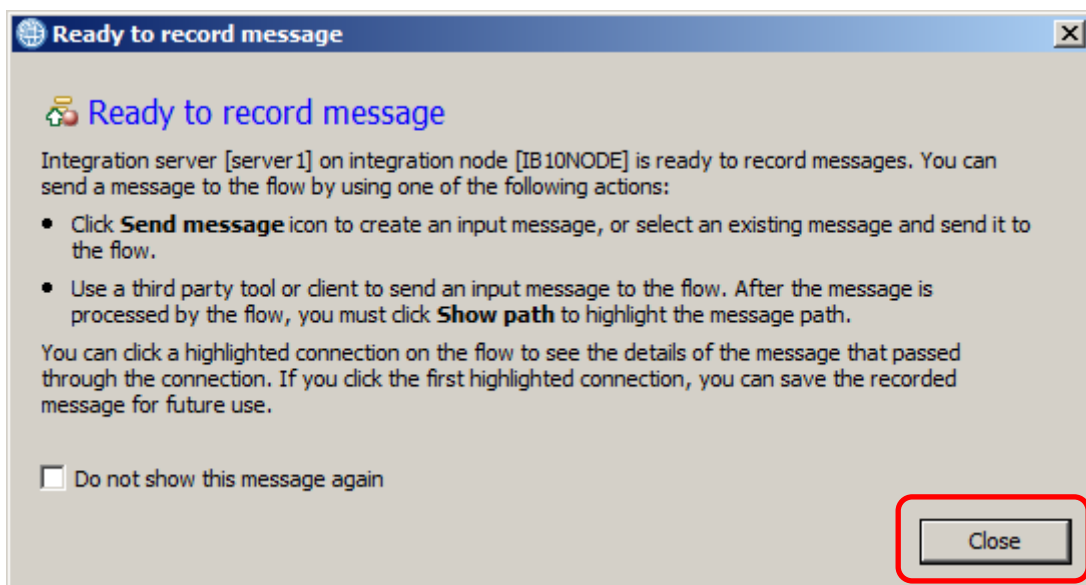 Ready to record message
Ready to record message
Integration server [server1] on integration node [IB10NODE] is ready to record messages. You can
send a message to the flow by using one of the following actions:
• Click Send message icon to create an input message, or select an existing message and send it to
the flow.
• Use a third party tool or client to send an input message to the flow. After the message is
processed by the flow, you must click Show path to highlight the message path.
You can click a highlighted connection on the flow to see the details of the message that passed
through the connection. If you click the first highlighted connection, you can save the recorded
message for future use.
Do not show this message again
Close